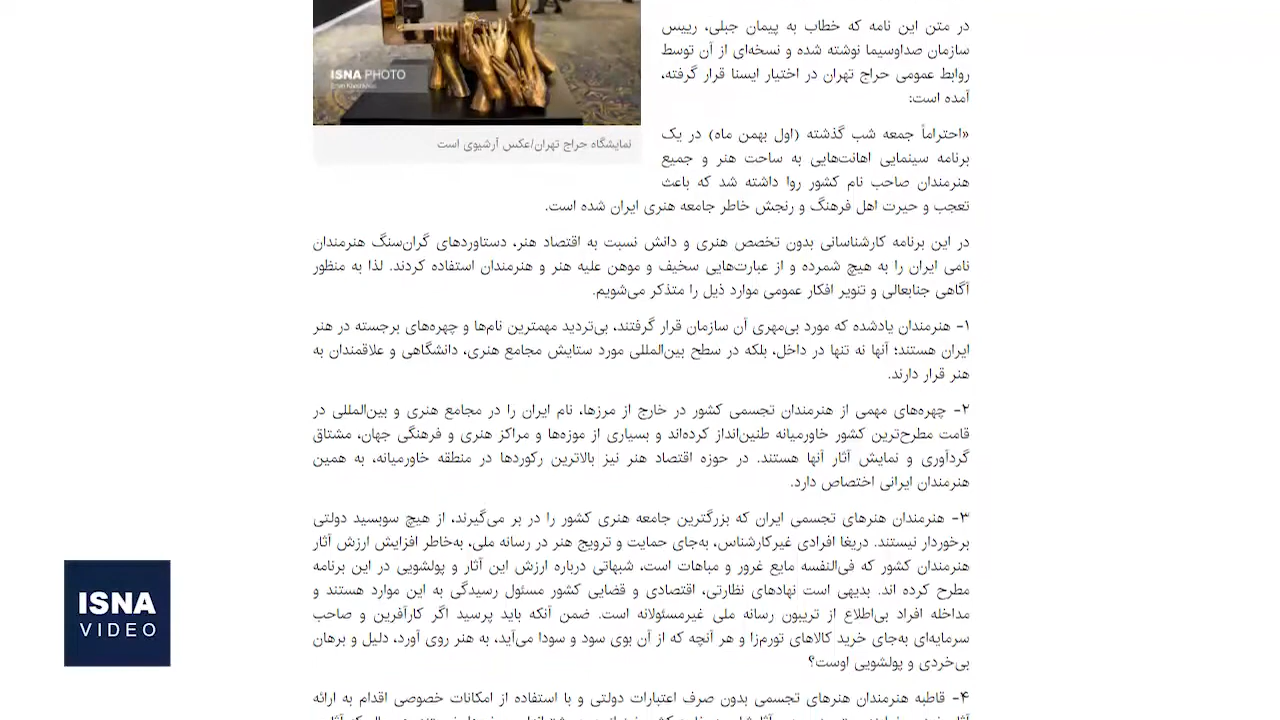 در متن این نامه که خطاب به پیمان جبلی، رییس
سازمان صداوسیما نوشته شده و نسخه‌ای از آن توسط
روابط عمومی حراج تهران در اختیار ایسنا قرار گرفته،
آمده است:
ISNA PHOTO
نمایشگاه حراج تهران/عکس آرشیوی است
«احتراماً جمعه شب گذشته (اول بهمن ماه) در یک
برنامه سینمایی اهانت‌هایی به ساحت هنر و جمیع
هنرمندان صاحب نام کشور روا داشته شد که باعث
تعجب و حیرت اهل فرهنگ و رنجش خاطر جامعه هنری ایران شده است.
در این برنامه کارشناسانی بدون تخصص هنری و دانش نسبت به اقتصاد هنر، دستاوردهای گران‌سنگ هنرمندان
نامی ایران را به هیچ شمرده و از عبارت‌هایی سخیف و موهن علیه هنر و هنرمندان استفاده کردند. لذا به منظور
آگاهی جنابعالی و تنویر افکار عمومی موارد ذیل را متذکر می‌شویم.
۱- هنرمندان یادشده که مورد بی‌مهری آن سازمان قرار گرفتند، بی‌تردید مهمترین نام‌ها و چهره‌های برجسته در هنر
ایران هستند؛ آنها نه تنها در داخل، بلکه در سطح بین‌المللی مورد ستایش مجامع هنری، دانشگاهی و علاقمندان به
هنر قرار دارند.
۲- چهره‌های مهمی از هنرمندان تجسمی کشور در خارج از مرزها، نام ایران را در مجامع هنری و بین‌المللی در
قامت مطرح‌ترین کشور خاورمیانه طنین‌انداز کرده‌اند و بسیاری از موزه‌ها و مراکز هنری و فرهنگی جهان، مشتاق
گردآوری و نمایش آثار آنها هستند. در حوزه اقتصاد هنر نیز بالاترین رکوردها در منطقه خاورمیانه، به همین
هنرمندان ایرانی اختصاص دارد.
۳- هنرمندان هنرهای تجسمی ایران که بزرگترین جامعه هنری کشور را در بر می‌گیرند، از هیچ سوبسید دولتی
برخوردار نیستند. دریغا افرادی غیرکارشناس، به‌جای حمایت و ترویج هنر در رسانه ملی، به‌خاطر افزایش ارزش آثار
هنرمندان کشور که فی‌النفسه مایع غرور و مباهات است، شبهاتی درباره ارزش این آثار و پولشویی در این برنامه
مطرح کرده اند. بدیهی است نهادهای نظارتی، اقتصادی و قضایی کشور مسئول رسیدگی به این موارد هستند و
مداخله افراد بی‌اطلاع از تریبون رسانه ملی غیرمسئولانه است. ضمن آنکه باید پرسید اگر کارآفرین و صاحب
سرمایه‌ای به‌جای خرید کالاهای تورم‌زا و هر آنچه که از آن بوی سود و سودا می‌آید، به هنر روی آورد، دلیل و برهان
بی‌خردی و پولشویی اوست؟
۴- قاطبه هنرمندان هنرهای تجسمی بدون صرف اعتبارات دولتی و با استفاده از امکانات خصوصی اقدام به ارائه
ISNA
VIDEO